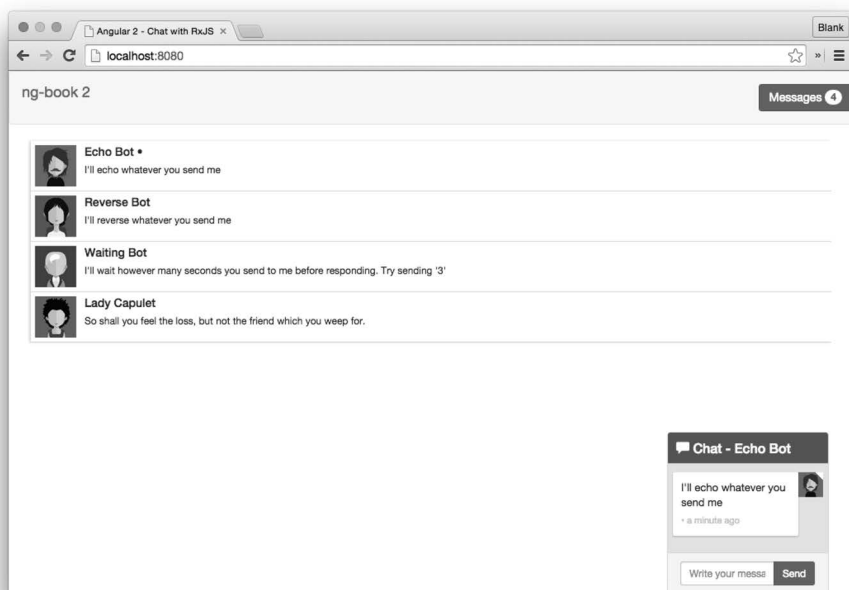 Angular 2 - Chat with RxJS ×
Blank
localhost:8080
»
ng-book 2
Messages 4
Echo Bot •
I'll echo whatever you send me
Reverse Bot
I'll reverse whatever you send me
Waiting Bot
I'll wait however many seconds you send to me before responding. Try sending '3'
Lady Capulet
So shall you feel the loss, but not the friend which you weep for.
Chat - Echo Bot
I'll echo whatever you
send me
• a minute ago
Write your messa
Send